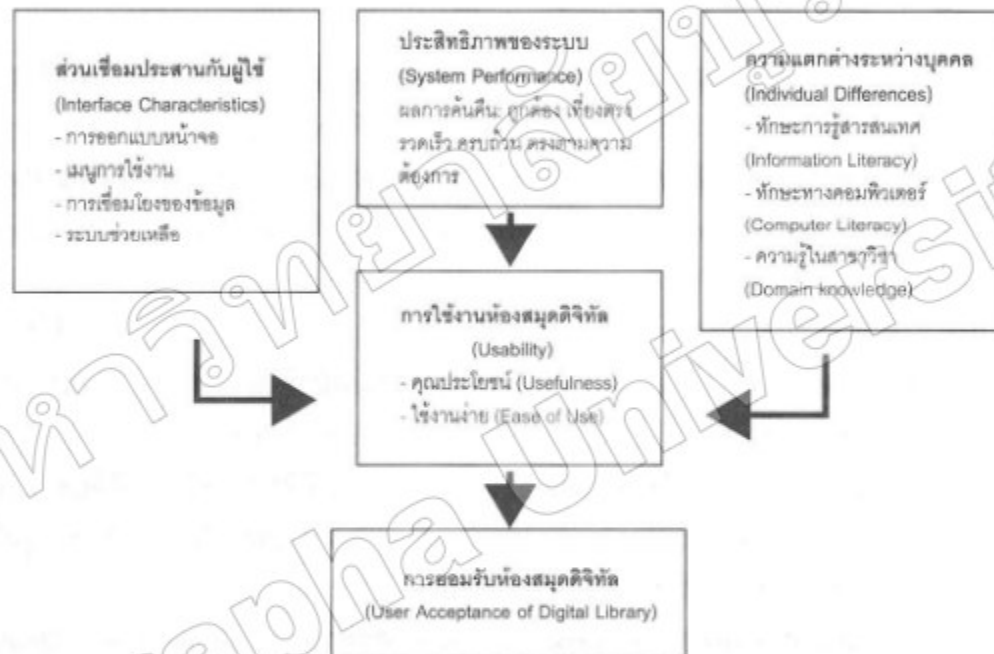 ส่วนเชื่อมประสานกับผู้ใช้
(Interface Characteristics)
- การออกแบบหน้าจอ
- เมนูการใช้งาน
- การเชื่อมโยงของข้อมูล
- ระบบช่วยเหลือ
ประสิทธิภาพของระบบ
(System Performance)
ผลการค้นคืน: ถูกต้อง เที่ยงตรง
รวดเร็ว ครบถ้วน ตรงตามความ
ต้องการ
ความแตกต่างระหว่างบุคคล
(Individual Differences)
- ทักษะการรู้สารสนเทศ
(Information Literacy)
- ทักษะทางคอมพิวเตอร์
(Computer Literacy)
- ความรู้ในสาขาวิชา
(Domain knowledge)
การใช้งานห้องสมุดดิจิทัล
(Usability)
- คุณประโยชน์ (Usefulness)
- ใช้งานง่าย (Ease of Use)
การยอมรับห้องสมุดดิจิทัล
(User Acceptance of Digital Library)